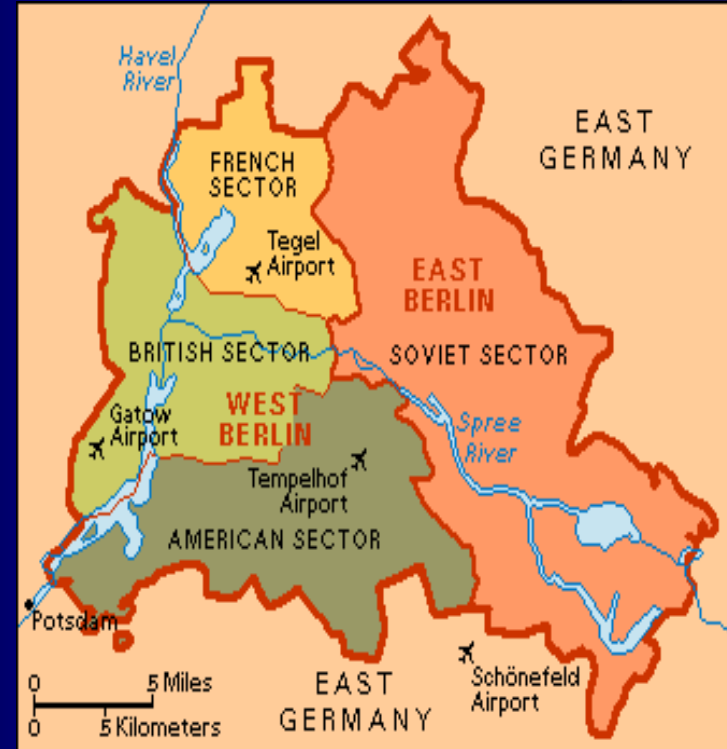 Havel
River
FRENCH
SECTOR
Tegel
Airport
EAST
GERMANY
EAST
BERLIN
SOVIET SECTOR
BRITISH SECTOR
WEST
BERLIN
Gatow
Airport
Spree
River
Tempelhof
Airport
AMERICAN SECTOR
Potsdam
Schönefeld
Airport
EAST
GERMANY
0 5 Miles
0 5 Kilometers